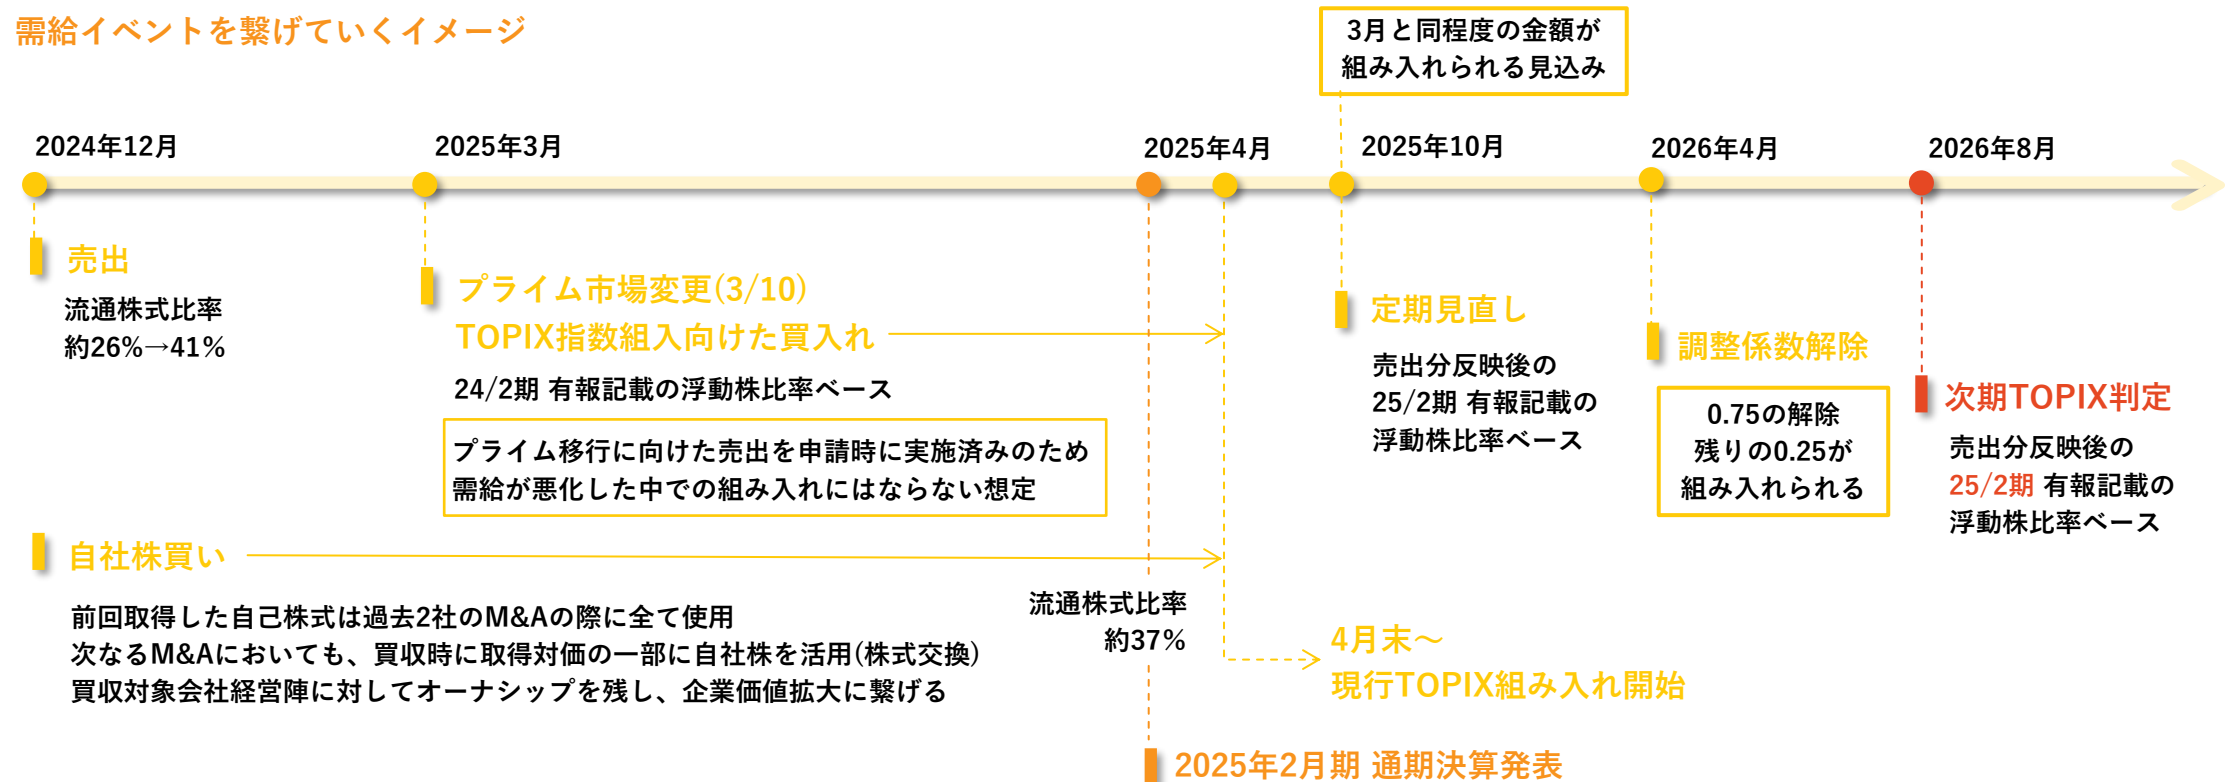 需給イベントを繋げていくイメージ
3月と同程度の金額が
組み入れられる見込み
2024年12月
2025年3月
2025年4月
2025年10月
2026年4月
2026年8月
売出
流通株式比率
約26%→41%
プライム市場変更(3/10)
TOPIX指数組入向けた買入れ
24/2期 有報記載の浮動株比率ベース
プライム移行に向けた売出を申請時に実施済みのため
需給が悪化した中での組み入れにはならない想定
定期見直し
売出分反映後の
25/2期 有報記載の
浮動株比率ベース
調整係数解除
0.75の解除
残りの0.25が
組み入れられる
次期TOPIX判定
売出分反映後の
25/2期 有報記載の
浮動株比率ベース
自社株買い
前回取得した自己株式は過去2社のM&Aの際に全て使用
次なるM&Aにおいても、買収時に取得対価の一部に自社株を活用(株式交換)
買収対象会社経営陣に対してオーナシップを残し、企業価値拡大に繋げる
流通株式比率
約37%
4月末～
現行TOPIX組み入れ開始
2025年2月期 通期決算発表